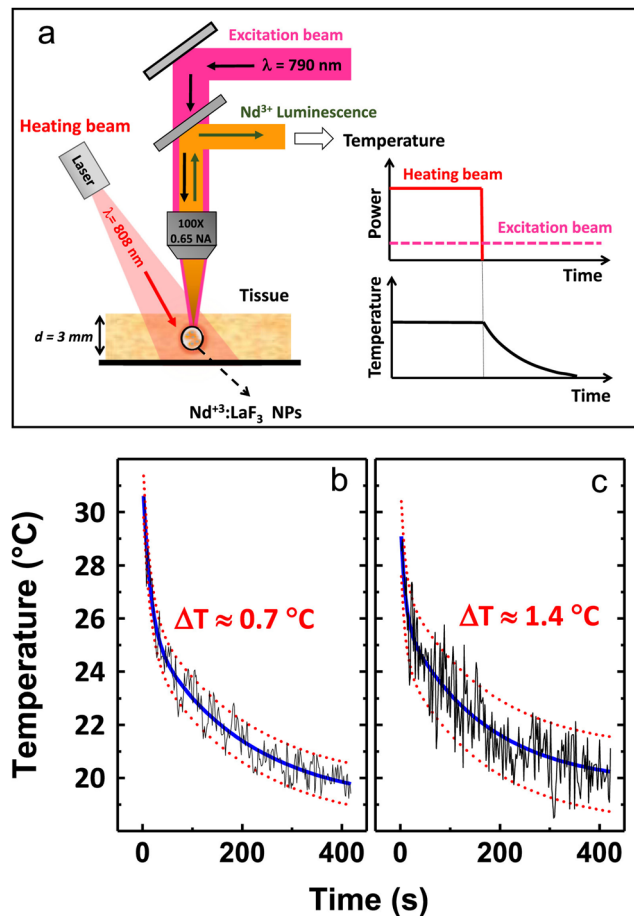 a
Excitation beam
λ = 790 nm
Nd³⁺ Luminescence
Temperature
Heating beam
Laser
λ= 808 nm
100X
0.65 NA
Tissue
d = 3 mm
Nd⁺³:LaF₃ NPs
Power
Heating beam
Excitation beam
Time
Temperature
Time
b
c
Temperature (°C)
30
28
26
24
22
20
ΔT ≈ 0.7 °C
ΔT ≈ 1.4 °C
0
200
400
0
200
400
Time (s)